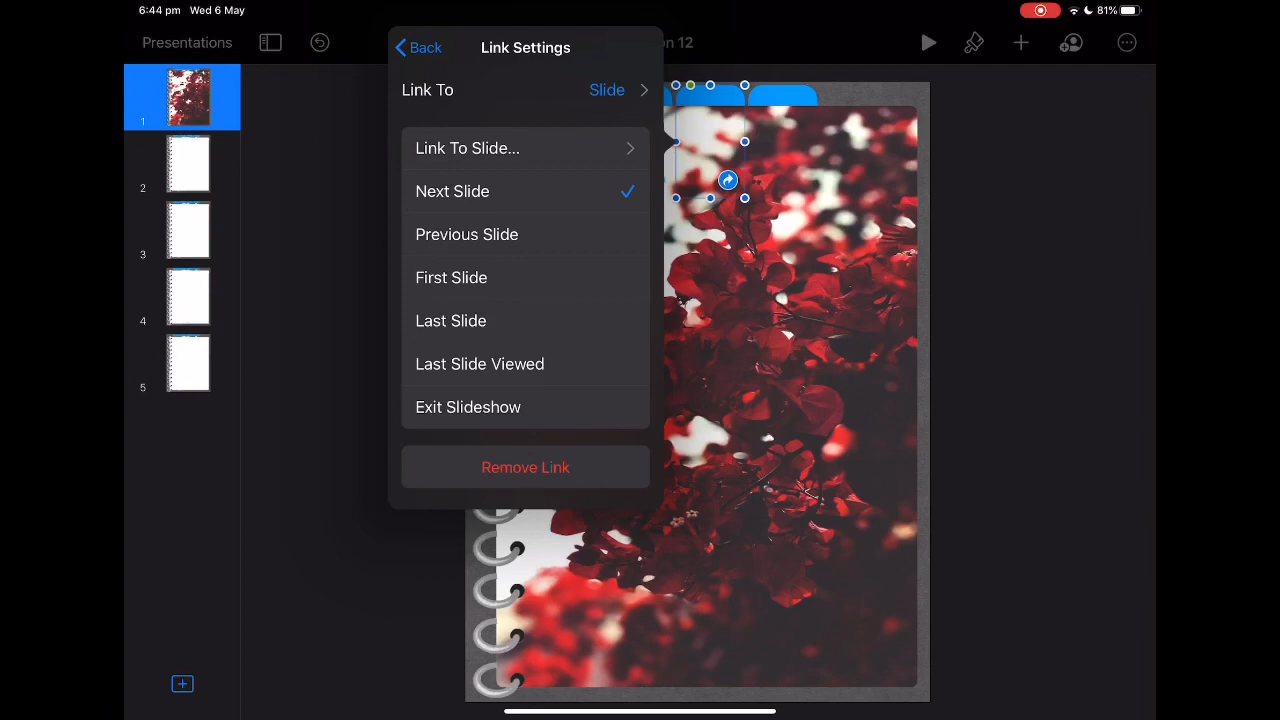 6:44 pm Wed 6 May
81%
Presentations
n 12
Back
Link Settings
Link To
Slide
Link To Slide...
Next Slide
Previous Slide
First Slide
Last Slide
Last Slide Viewed
Exit Slideshow
Remove Link
1
2
3
4
5